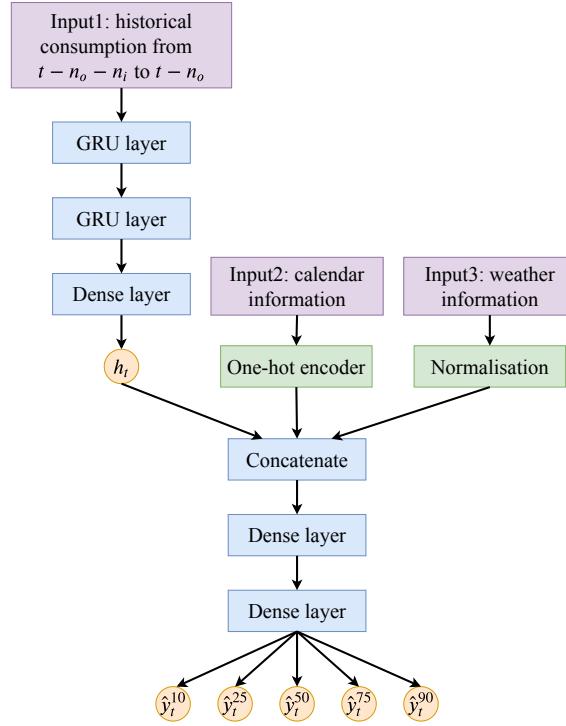 Input1: historical
consumption from
t − n_o − n_i to t − n_o
GRU layer
GRU layer
Dense layer
h_t
Input2: calendar
information
Input3: weather
information
One-hot encoder
Normalisation
Concatenate
Dense layer
Dense layer
ŷ_t^10 ŷ_t^25 ŷ_t^50 ŷ_t^75 ŷ_t^90